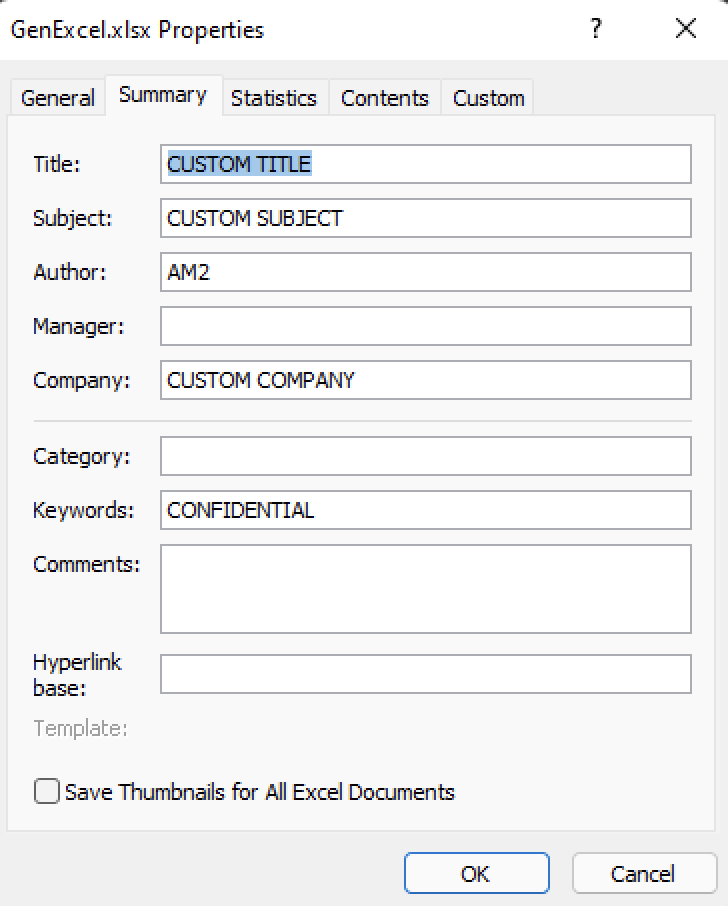 GenExcel.xlsx Properties ?
General Summary Statistics Contents Custom
Title: CUSTOM TITLE
Subject: CUSTOM SUBJECT
Author: AM2
Manager:
Company: CUSTOM COMPANY
Category:
Keywords: CONFIDENTIAL
Comments:
Hyperlink
base:
Template:
Save Thumbnails for All Excel Documents
OK Cancel